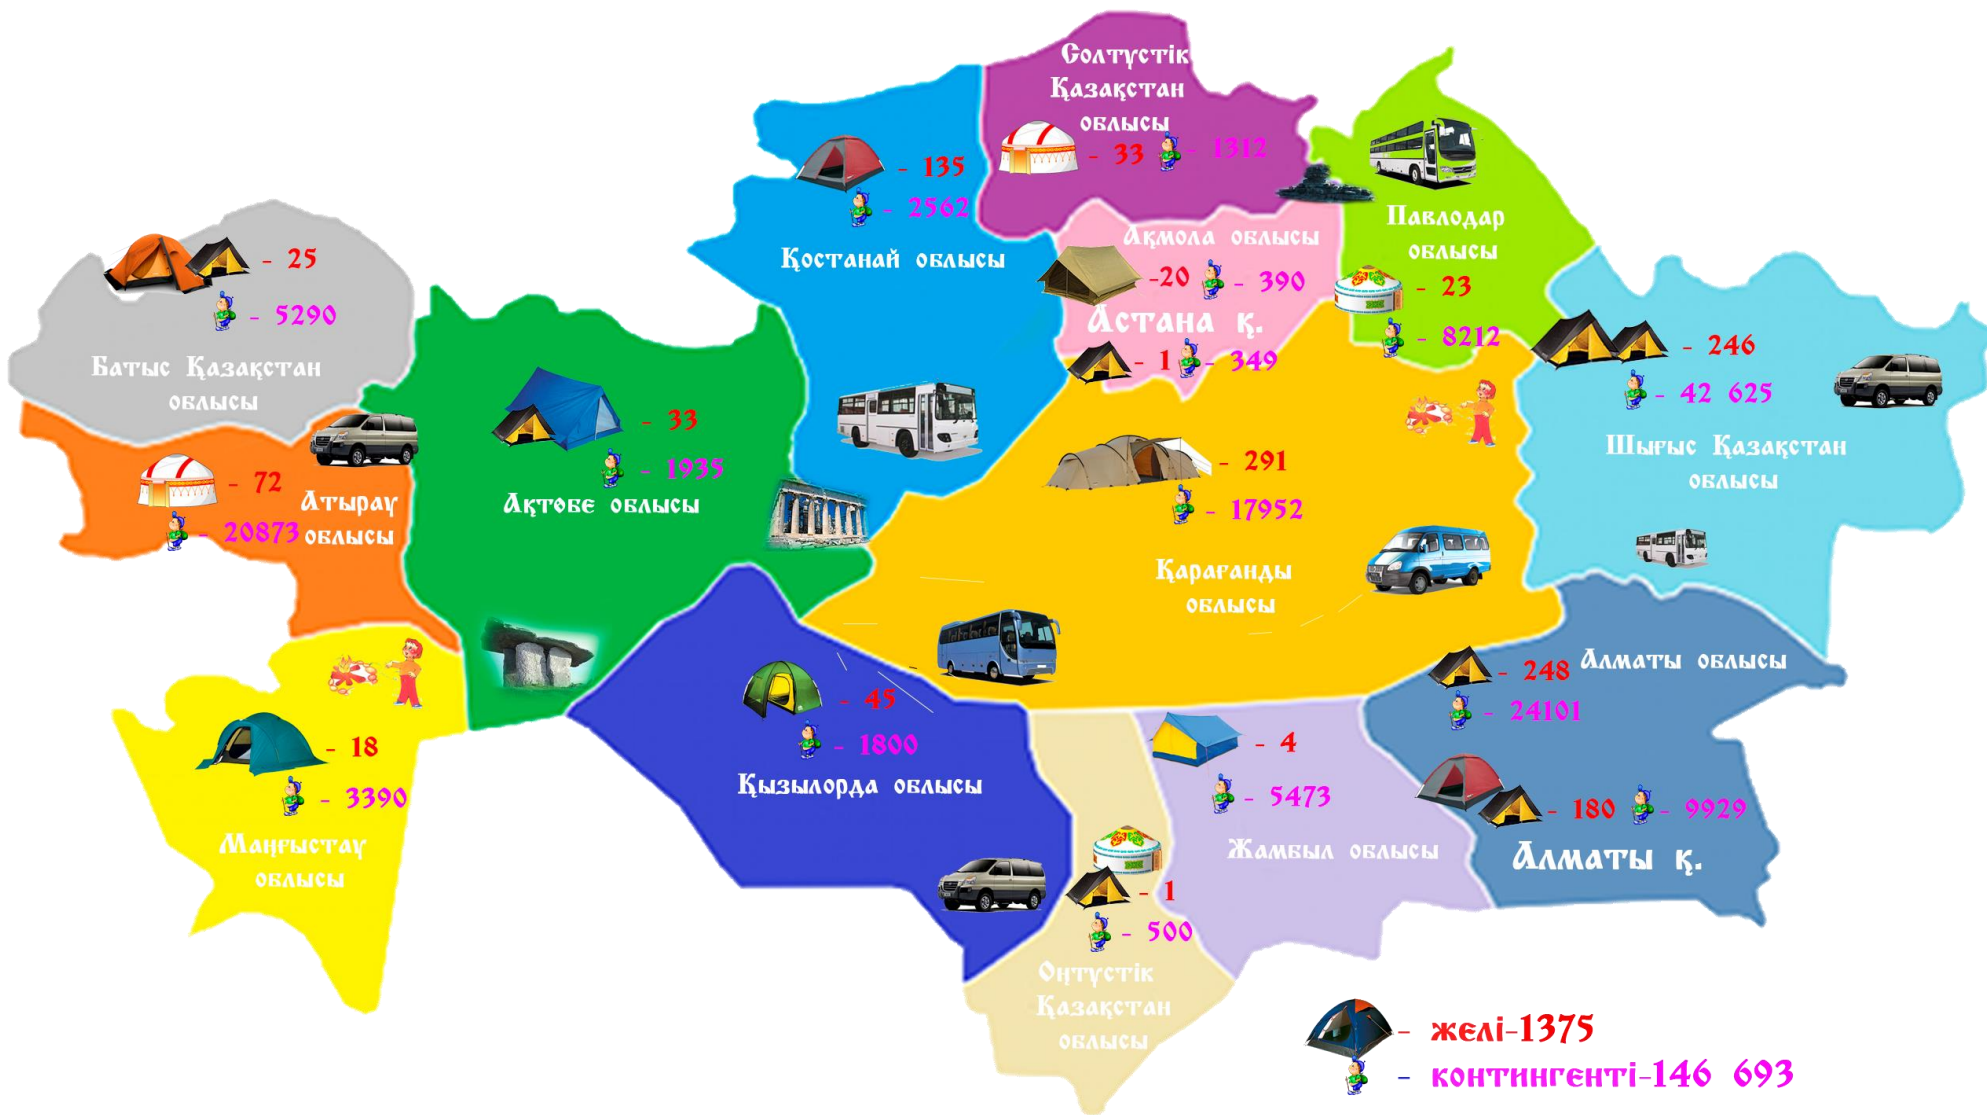 Солтүстік
Қазақстан
облысы
- 33 - 1312
- 135
- 2562
Қостанай облысы
Павлодар
облысы
- 23
- 8212
Ақмола облысы
-20 - 390
Астана қ.
- 1 - 349
- 25
- 5290
Батыс Қазақстан
облысы
- 246
- 42 625
Шығыс Қазақстан
облысы
- 33
- 1935
Ақтобе облысы
- 72
- 20873
Атырау
облысы
- 291
- 17952
Қарағанды
облысы
- 248
Алматы облысы
- 24101
- 180 - 9929
Алматы қ.
- 45
- 1800
Қызылорда облысы
- 18
- 3390
Маңғыстау
облысы
- 4
- 5473
Жамбыл облысы
- 1
- 500
Оңтүстік
Қазақстан
облысы
- желі-1375
- контингенті-146 693